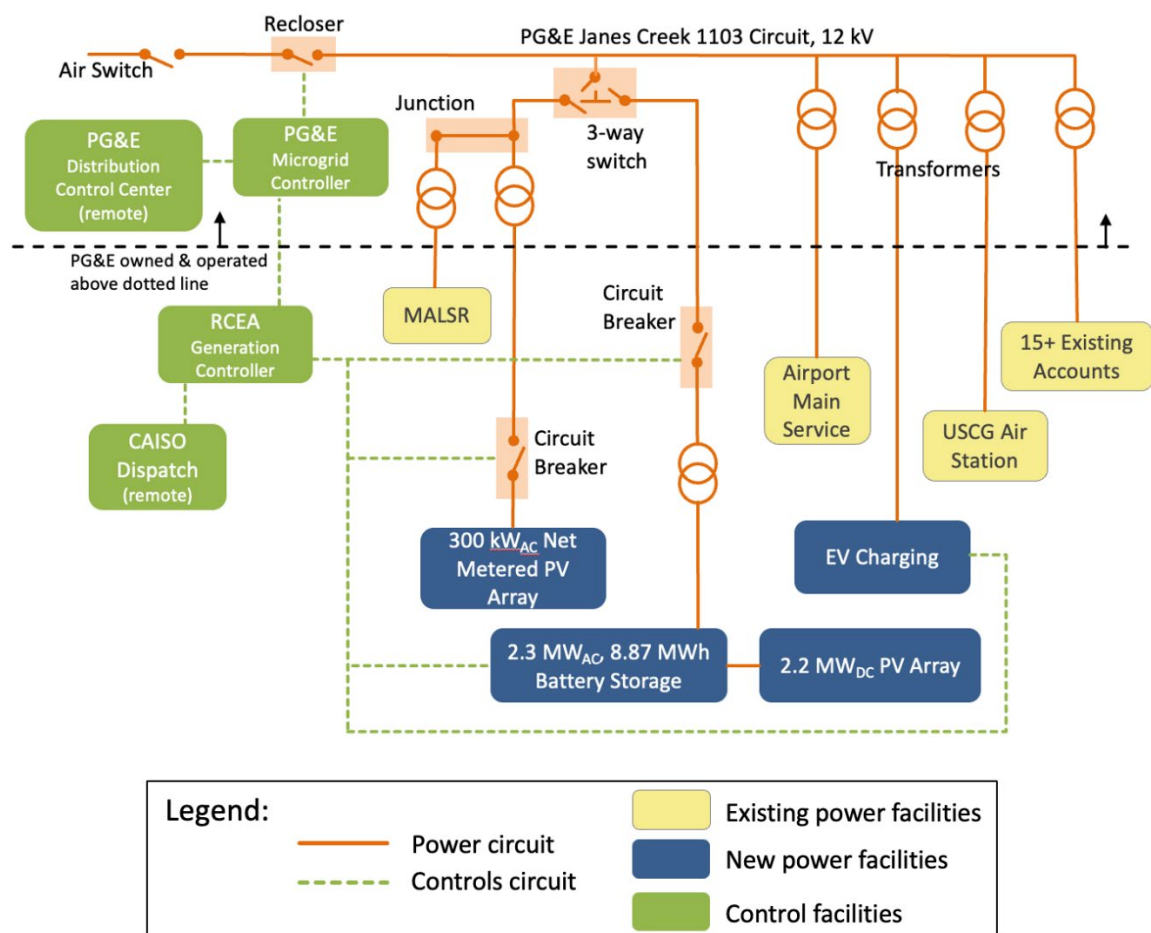 Recloser
PG&E Janes Creek 1103 Circuit, 12 kV
Air Switch
Junction
3-way
switch
PG&E
Distribution
Control Center
(remote)
PG&E
Microgrid
Controller
Transformers
PG&E owned & operated
above dotted line
RCEA
Generation
Controller
MALSR
Circuit
Breaker
15+ Existing
Accounts
Airport
Main
Service
USCG Air
Station
CAISO
Dispatch
(remote)
Circuit
Breaker
300 kWAC Net
Metered PV
Array
EV Charging
2.3 MWAC, 8.87 MWh
Battery Storage
2.2 MWDC PV Array
Legend:
Power circuit
Controls circuit
Existing power facilities
New power facilities
Control facilities